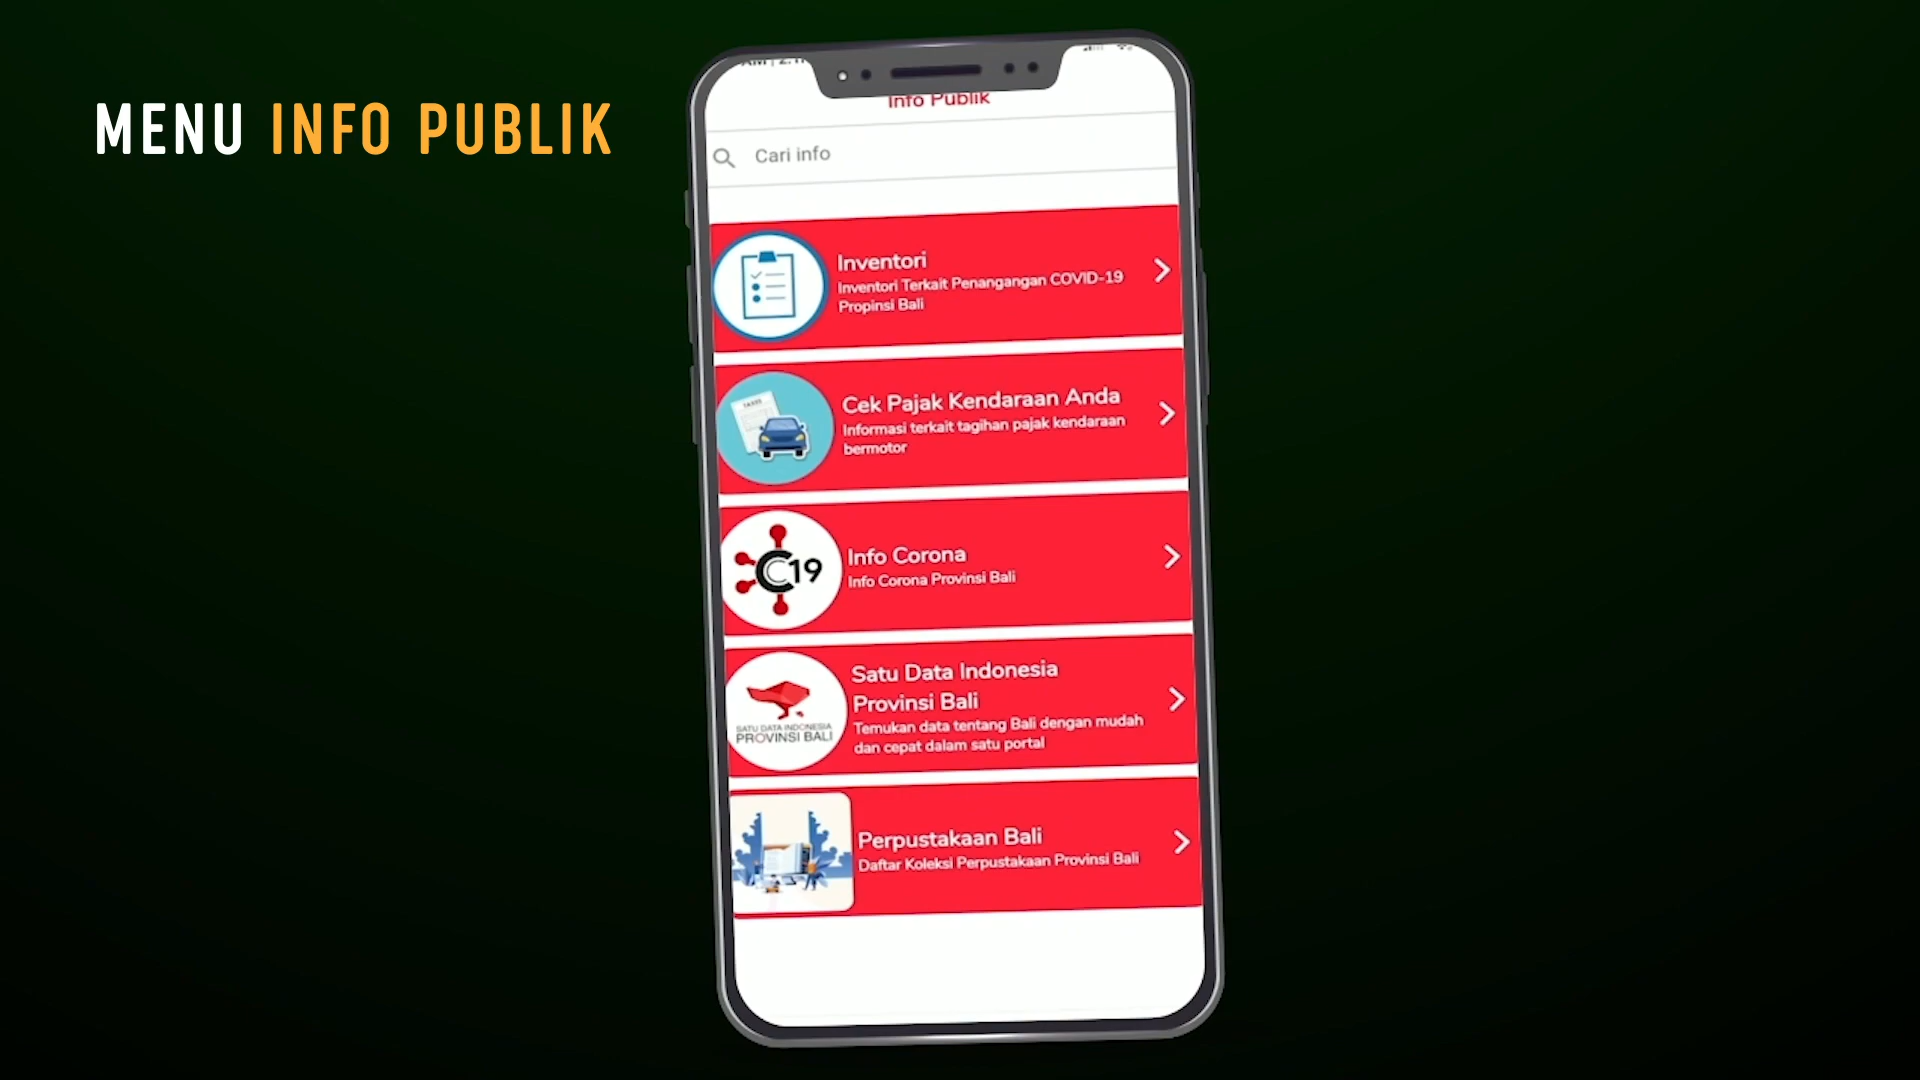 MENU INFO PUBLIK
Info Publik
Cari info
Inventori
Inventori Terkait Penangangan COVID-19
Propinsi Bali
TAXES
Cek Pajak Kendaraan Anda
Informasi terkait tagihan pajak kendaraan
bermotor
C19
Info Corona
Info Corona Provinsi Bali
SATU DATA INDONESIA
PROVINSI BALI
Satu Data Indonesia
Provinsi Bali
Temukan data tentang Bali dengan mudah
dan cepat dalam satu portal
Perpustakaan Bali
Daftar Koleksi Perpustakaan Provinsi Bali